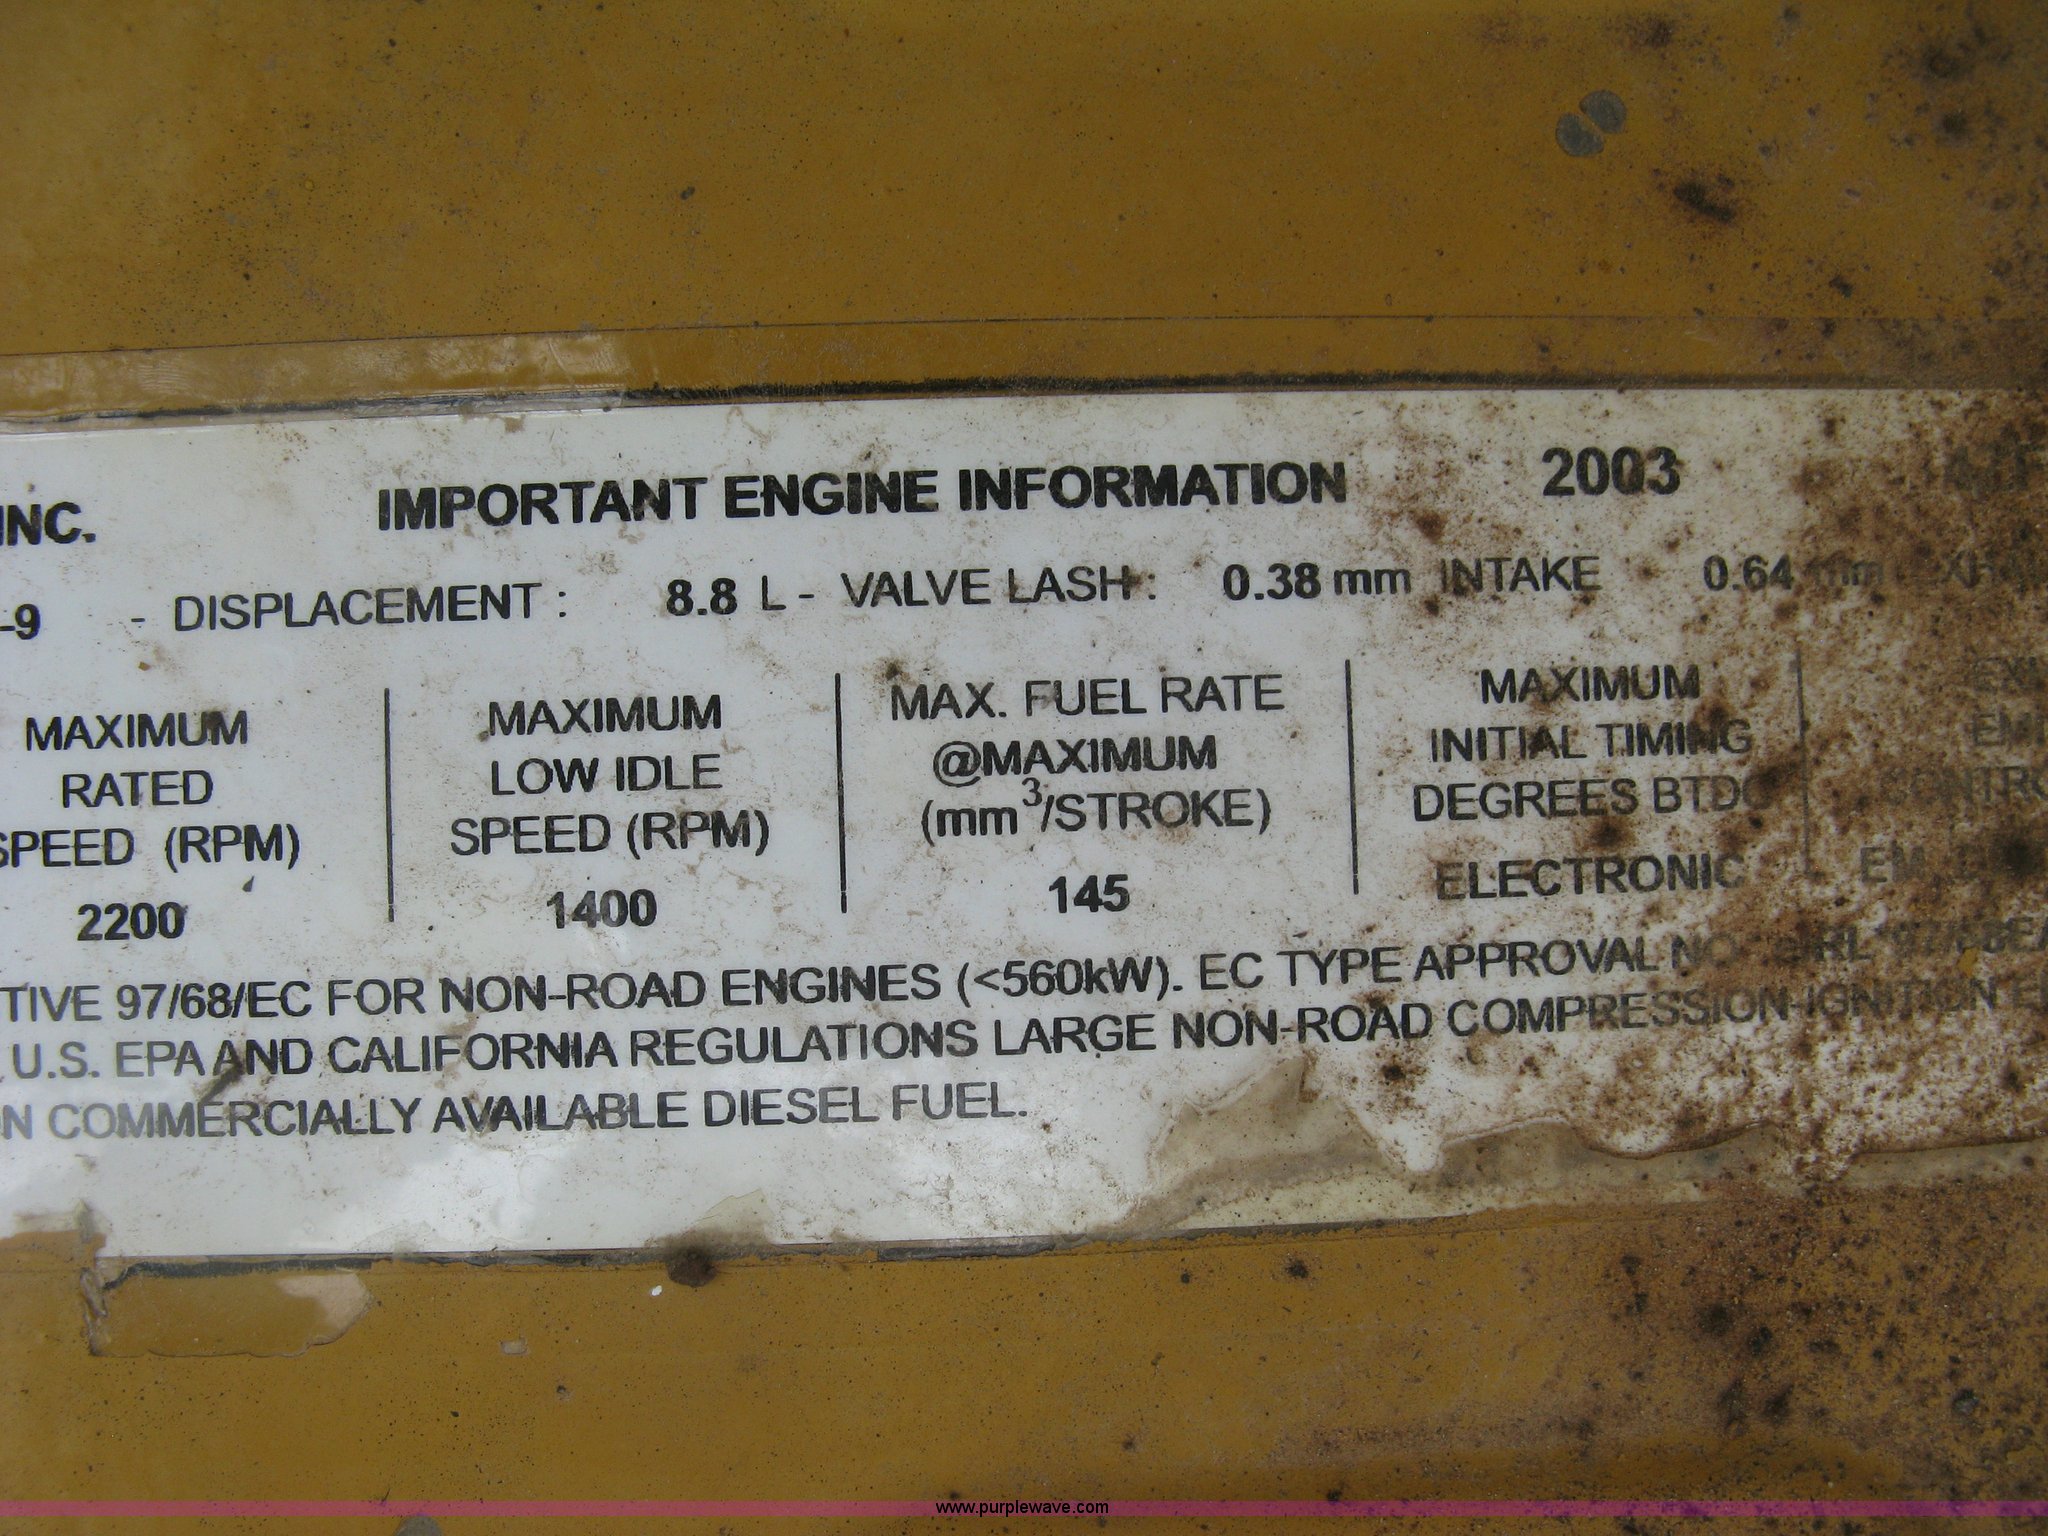 INC. IMPORTANT ENGINE INFORMATION 2003
-9 - DISPLACEMENT : 8.8 L - VALVE LASH : 0.38 mm INTAKE 0.64 mm
MAXIMUM
RATED
SPEED (RPM)
2200
MAXIMUM
LOW IDLE
SPEED (RPM)
1400
MAX. FUEL RATE
@MAXIMUM
(mm³/STROKE)
145
MAXIMUM
INITIAL TIMING
DEGREES BTDC
ELECTRONIC
TIVE 97/68/EC FOR NON-ROAD ENGINES (<560kW). EC TYPE APPROVAL
U.S. EPA AND CALIFORNIA REGULATIONS LARGE NON-ROAD COMPRESSION-IGNITION
N COMMERCIALLY AVAILABLE DIESEL FUEL.
www.purplewave.com